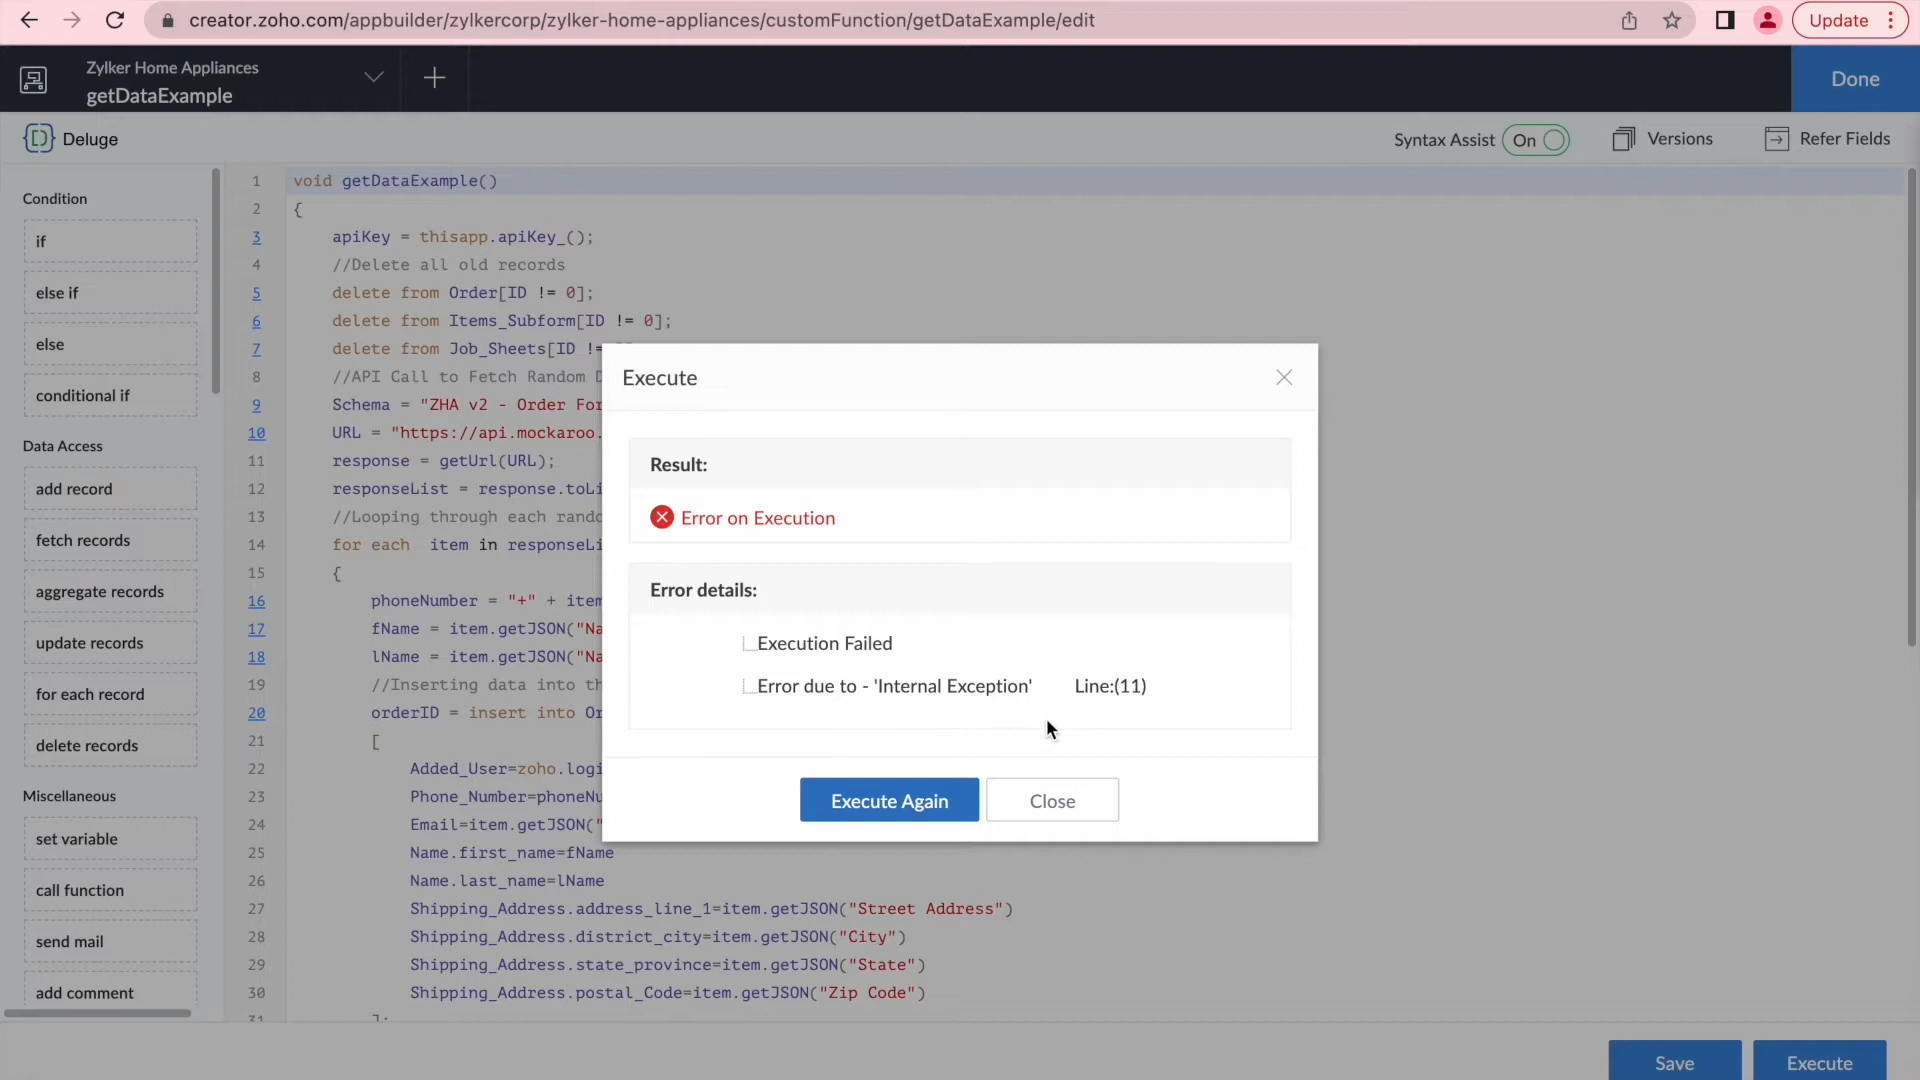 creator.zoho.com/appbuilder/zylkercorp/zylker-home-appliances/customFunction/getDataExample/edit
Update
Zylker Home Appliances
getDataExample
Done
Deluge
Syntax Assist On
Versions
Refer Fields
Condition
if
else if
else
conditional if
Data Access
add record
fetch records
aggregate records
update records
for each record
delete records
Miscellaneous
set variable
call function
send mail
add comment
1 void getDataExample()
2 {
3 apiKey = thisapp.apiKey_();
4 //Delete all old records
5 delete from Order[ID != 0];
6 delete from Items_Subform[ID != 0];
7 delete from Job_Sheets[ID !=
8 //API Call to Fetch Random D
9 Schema = "ZHA v2 - Order For
10 URL = "https://api.mockaroo.
11 response = getUrl(URL);
12 responseList = response.toLi
13 //Looping through each rando
14 for each item in responseLi
15 {
16 phoneNumber = "+" + item
17 fName = item.getJSON("Na
18 lName = item.getJSON("Na
19 //Inserting data into th
20 orderID = insert into Or
21 [
22 Added_User=zoho.logi
23 Phone_Number=phoneNu
24 Email=item.getJSON("
25 Name.first_name=fName
26 Name.last_name=lName
27 Shipping_Address.address_line_1=item.getJSON("Street Address")
28 Shipping_Address.district_city=item.getJSON("City")
29 Shipping_Address.state_province=item.getJSON("State")
30 Shipping_Address.postal_Code=item.getJSON("Zip Code")
31 ];
Execute
Result:
Error on Execution
Error details:
Execution Failed
Error due to - 'Internal Exception' Line:(11)
Execute Again
Close
Save
Execute